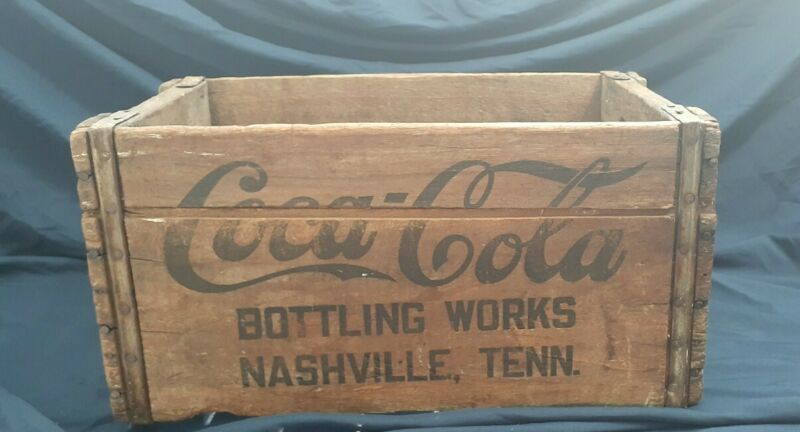 Coca-Cola
BOTTLING WORKS
NASHVILLE, TENN.